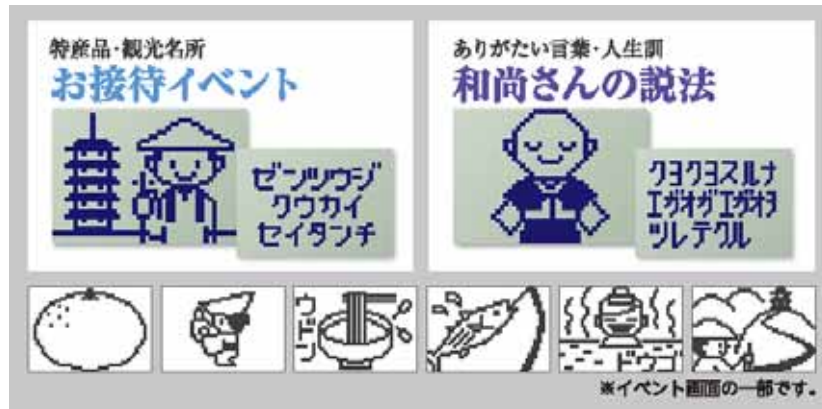 特産品・観光名所
お接待イベント
ゼンツウジ
クウカイ
セイタンチ
ありがたい言葉・人生訓
和尚さんの説法
クヨクヨスルナ
エガオガエガオヲ
ツレテクル
ウドン
ドウゴ
※イベント画面の一部です。